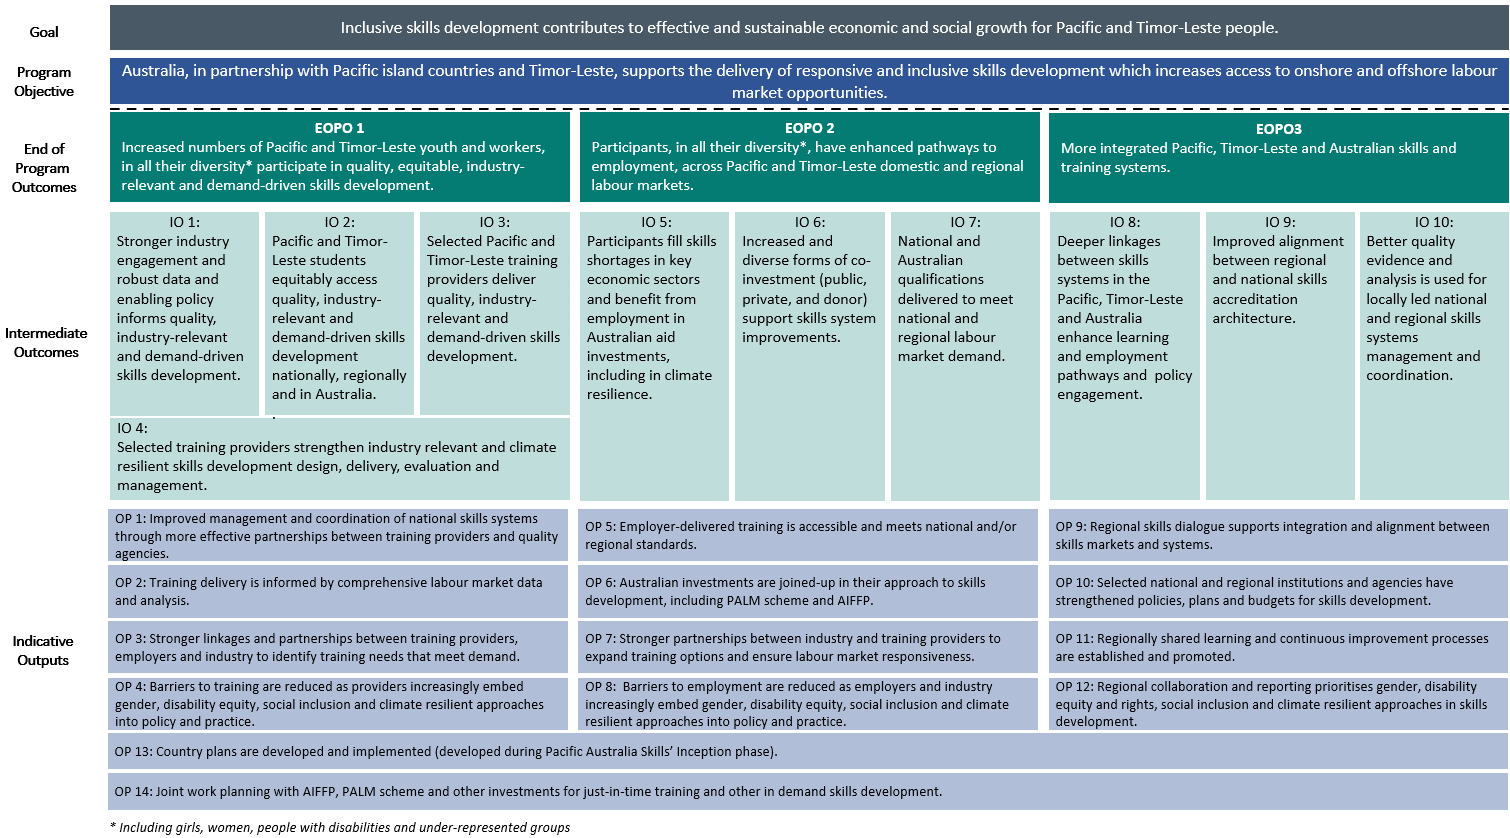 Goal
Inclusive skills development contributes to effective and sustainable economic and social growth for Pacific and Timor-Leste people.
Program
Objective
Australia, in partnership with Pacific island countries and Timor-Leste, supports the delivery of responsive and inclusive skills development which increases access to onshore and offshore labour
market opportunities.
End of
Program
Outcomes
EOPO 1
Increased numbers of Pacific and Timor-Leste youth and workers,
in all their diversity* participate in quality, equitable, industry-
relevant and demand-driven skills development.
EOPO 2
Participants, in all their diversity*, have enhanced pathways to
employment, across Pacific and Timor-Leste domestic and regional
labour markets.
EOPO3
More integrated Pacific, Timor-Leste and Australian skills and
training systems.
Intermediate
Outcomes
IO 1:
Stronger industry
engagement and
robust data and
enabling policy
informs quality,
industry-relevant
and demand-driven
skills development.
IO 2:
Pacific and Timor-
Leste students
equitably access
quality, industry-
relevant and
demand-driven skills
development
nationally, regionally
and in Australia.
.
IO 3:
Selected Pacific and
Timor-Leste training
providers deliver
quality, industry-
relevant and
demand-driven skills
development.
IO 4:
Selected training providers strengthen industry relevant and climate
resilient skills development design, delivery, evaluation and
management.
IO 5:
Participants fill skills
shortages in key
economic sectors
and benefit from
employment in
Australian aid
investments,
including in climate
resilience.
IO 6:
Increased and
diverse forms of co-
investment (public,
private, and donor)
support skills system
improvements.
IO 7:
National and
Australian
qualifications
delivered to meet
national and
regional labour
market demand.
IO 8:
Deeper linkages
between skills
systems in the
Pacific, Timor-Leste
and Australia
enhance learning
and employment
pathways and policy
engagement.
IO 9:
Improved alignment
between regional
and national skills
accreditation
architecture.
IO 10:
Better quality
evidence and
analysis is used for
locally led national
and regional skills
systems
management and
coordination.
Indicative
Outputs
OP 1: Improved management and coordination of national skills systems
through more effective partnerships between training providers and quality
agencies.
OP 2: Training delivery is informed by comprehensive labour market data
and analysis.
OP 3: Stronger linkages and partnerships between training providers,
employers and industry to identify training needs that meet demand.
OP 4: Barriers to training are reduced as providers increasingly embed
gender, disability equity, social inclusion and climate resilient approaches
into policy and practice.
OP 5: Employer-delivered training is accessible and meets national and/or
regional standards.
OP 6: Australian investments are joined-up in their approach to skills
development, including PALM scheme and AIFFP.
OP 7: Stronger partnerships between industry and training providers to
expand training options and ensure labour market responsiveness.
OP 8: Barriers to employment are reduced as employers and industry
increasingly embed gender, disability equity, social inclusion and climate
resilient approaches into policy and practice.
OP 9: Regional skills dialogue supports integration and alignment between
skills markets and systems.
OP 10: Selected national and regional institutions and agencies have
strengthened policies, plans and budgets for skills development.
OP 11: Regionally shared learning and continuous improvement processes
are established and promoted.
OP 12: Regional collaboration and reporting prioritises gender, disability
equity and rights, social inclusion and climate resilient approaches in skills
development.
OP 13: Country plans are developed and implemented (developed during Pacific Australia Skills' Inception phase).
OP 14: Joint work planning with AIFFP, PALM scheme and other investments for just-in-time training and other in demand skills development.
* Including girls, women, people with disabilities and under-represented groups